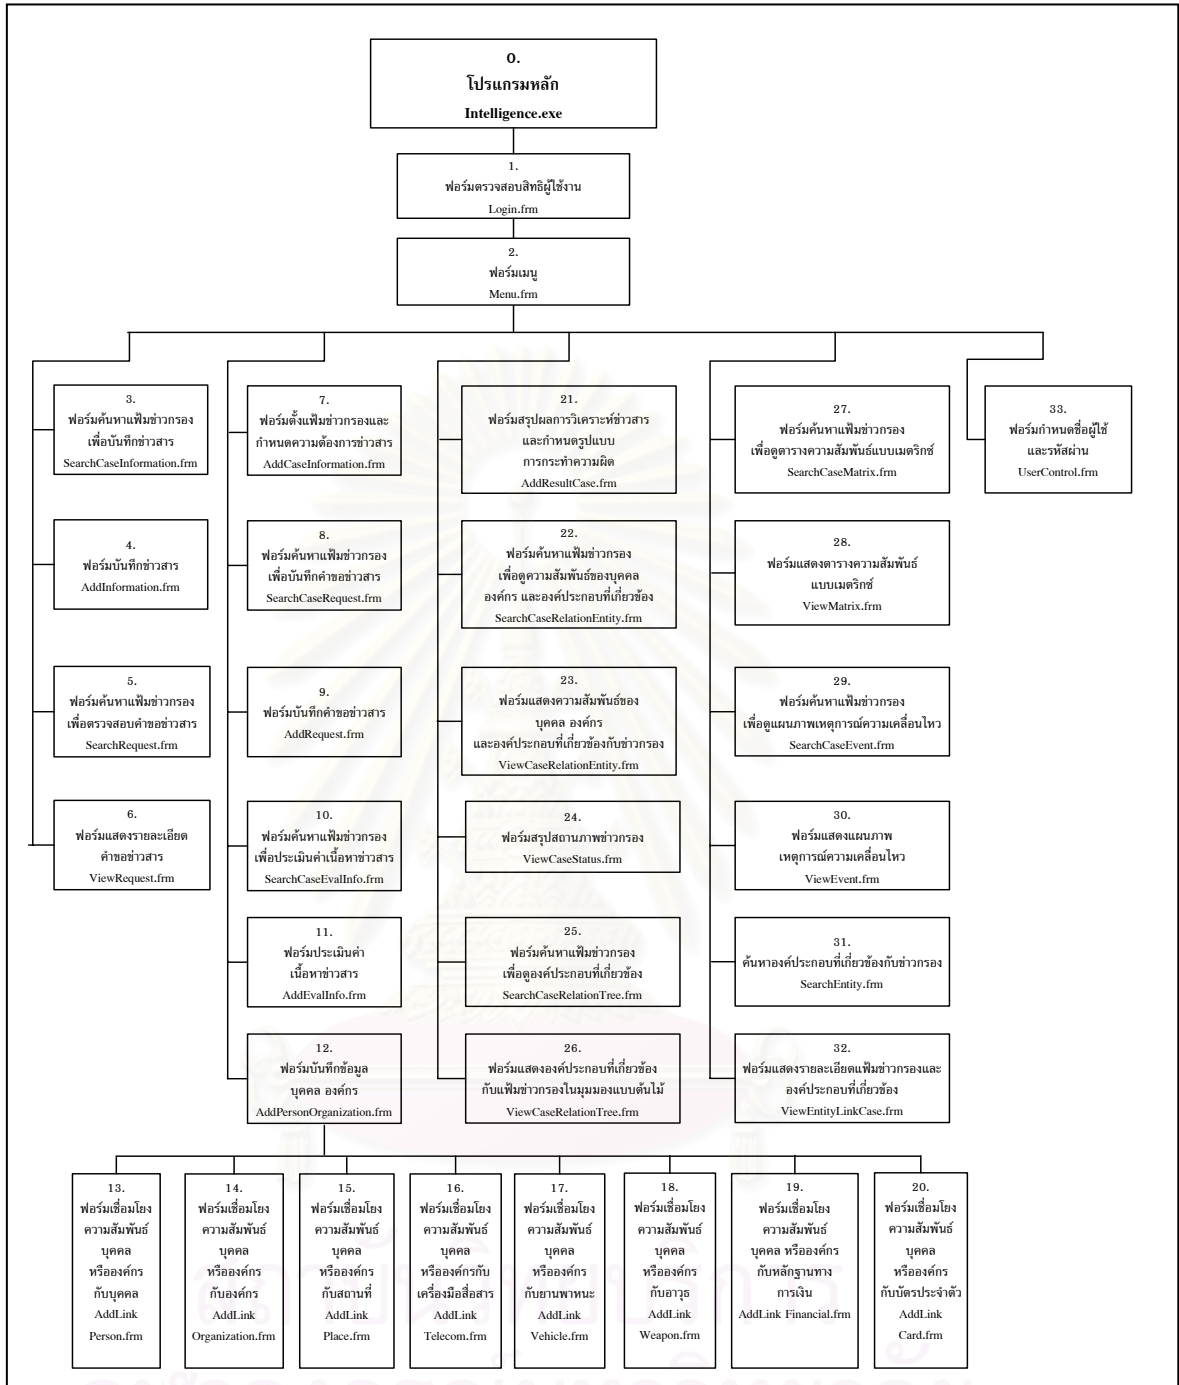 0.
โปรแกรมหลัก
Intelligence.exe
1.
ฟอร์มตรวจสอบสิทธิผู้ใช้งาน
Login.frm
2.
ฟอร์มเมนู
Menu.frm
3.
ฟอร์มค้นหาแฟ้มข่าวกรอง
เพื่อบันทึกข่าวสาร
SearchCaseInformation.frm
4.
ฟอร์มบันทึกข่าวสาร
AddInformation.frm
5.
ฟอร์มค้นหาแฟ้มข่าวกรอง
เพื่อตรวจสอบคำขอข่าวสาร
SearchRequest.frm
6.
ฟอร์มแสดงรายละเอียด
คำขอข่าวสาร
ViewRequest.frm
7.
ฟอร์มตั้งแฟ้มข่าวกรองและ
กำหนดความต้องการข่าวสาร
AddCaseInformation.frm
8.
ฟอร์มค้นหาแฟ้มข่าวกรอง
เพื่อบันทึกคำขอข่าวสาร
SearchCaseRequest.frm
9.
ฟอร์มบันทึกคำขอข่าวสาร
AddRequest.frm
10.
ฟอร์มค้นหาแฟ้มข่าวกรอง
เพื่อประเมินค่าเนื้อหาข่าวสาร
SearchCaseEvalInfo.frm
11.
ฟอร์มประเมินค่า
เนื้อหาข่าวสาร
AddEvalInfo.frm
12.
ฟอร์มบันทึกข้อมูล
บุคคล องค์กร
AddPersonOrganization.frm
21.
ฟอร์มสรุปผลการวิเคราะห์ข่าวสาร
และกำหนดรูปแบบ
การกระทำความผิด
AddResultCase.frm
22.
ฟอร์มค้นหาแฟ้มข่าวกรอง
เพื่อดูความสัมพันธ์ของบุคคล
องค์กร และองค์ประกอบที่เกี่ยวข้อง
SearchCaseRelationEntity.frm
23.
ฟอร์มแสดงความสัมพันธ์ของ
บุคคล องค์กร
และองค์ประกอบที่เกี่ยวข้องกับข่าวกรอง
ViewCaseRelationEntity.frm
24.
ฟอร์มสรุปสถานภาพข่าวกรอง
ViewCaseStatus.frm
25.
ฟอร์มค้นหาแฟ้มข่าวกรอง
เพื่อดูองค์ประกอบที่เกี่ยวข้อง
SearchCaseRelationTree.frm
26.
ฟอร์มแสดงองค์ประกอบที่เกี่ยวข้อง
กับแฟ้มข่าวกรองในมุมมองแบบต้นไม้
ViewCaseRelationTree.frm
27.
ฟอร์มค้นหาแฟ้มข่าวกรอง
เพื่อดูตารางความสัมพันธ์แบบเมตริกซ์
SearchCaseMatrix.frm
28.
ฟอร์มแสดงตารางความสัมพันธ์
แบบเมตริกซ์
ViewMatrix.frm
29.
ฟอร์มค้นหาแฟ้มข่าวกรอง
เพื่อดูแผนภาพเหตุการณ์ความเคลื่อนไหว
SearchCaseEvent.frm
30.
ฟอร์มแสดงแผนภาพ
เหตุการณ์ความเคลื่อนไหว
ViewEvent.frm
31.
ค้นหาองค์ประกอบที่เกี่ยวข้องกับข่าวกรอง
SearchEntity.frm
32.
ฟอร์มแสดงรายละเอียดแฟ้มข่าวกรองและ
องค์ประกอบที่เกี่ยวข้อง
ViewEntityLinkCase.frm
33.
ฟอร์มกำหนดชื่อผู้ใช้
และรหัสผ่าน
UserControl.frm
13.
ฟอร์มเชื่อมโยง
ความสัมพันธ์
บุคคล
หรือองค์กร
กับบุคคล
AddLink
Person.frm
14.
ฟอร์มเชื่อมโยง
ความสัมพันธ์
บุคคล
หรือองค์กร
กับองค์กร
AddLink
Organization.frm
15.
ฟอร์มเชื่อมโยง
ความสัมพันธ์
บุคคล
หรือองค์กร
กับสถานที่
AddLink
Place.frm
16.
ฟอร์มเชื่อมโยง
ความสัมพันธ์
บุคคล
หรือองค์กรกับ
เครื่องมือสื่อสาร
AddLink
Telecom.frm
17.
ฟอร์มเชื่อมโยง
ความสัมพันธ์
บุคคล
หรือองค์กร
กับยานพาหนะ
AddLink
Vehicle.frm
18.
ฟอร์มเชื่อมโยง
ความสัมพันธ์
บุคคล
หรือองค์กร
กับอาวุธ
AddLink
Weapon.frm
19.
ฟอร์มเชื่อมโยง
ความสัมพันธ์
บุคคล หรือองค์กร
กับหลักฐานทาง
การเงิน
AddLink Financial.frm
20.
ฟอร์มเชื่อมโยง
ความสัมพันธ์
บุคคล
หรือองค์กร
กับบัตรประจำตัว
AddLink
Card.frm
สถาบันวิทยบริการ